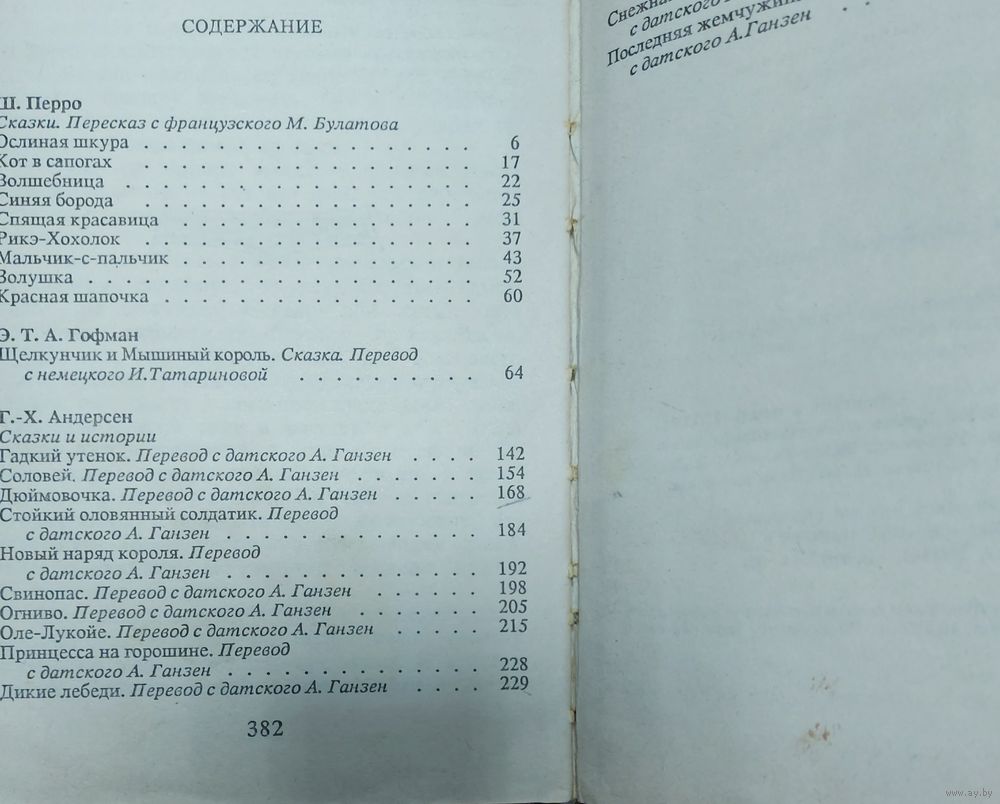 СОДЕРЖАНИЕ
Ш. Перро
Сказки. Пересказ с французского М. Булатова
Ослиная шкура . . . . . . . . . . . . . . . . . . 6
Кот в сапогах . . . . . . . . . . . . . . . . . 17
Волшебница . . . . . . . . . . . . . . . . . . 22
Синяя борода . . . . . . . . . . . . . . . . . 25
Спящая красавица . . . . . . . . . . . . . . . 31
Рикэ-Хохолок . . . . . . . . . . . . . . . . . 37
Мальчик-с-пальчик . . . . . . . . . . . . . . . 43
Золушка . . . . . . . . . . . . . . . . . . . . 52
Красная шапочка . . . . . . . . . . . . . . . . 60
Э. Т. А. Гофман
Щелкунчик и Мышиный король. Сказка. Перевод
с немецкого И.Татариновой . . . . . . . . . . 64
Г.-Х. Андерсен
Сказки и истории
Гадкий утенок. Перевод с датского А. Ганзен . . . . 142
Соловей. Перевод с датского А. Ганзен . . . . . . . 154
Дюймовочка. Перевод с датского А. Ганзен . . . . . 168
Стойкий оловянный солдатик. Перевод
с датского А. Ганзен . . . . . . . . . . . . . . 184
Новый наряд короля. Перевод
с датского А. Ганзен . . . . . . . . . . . . . . 192
Свинопас. Перевод с датского А. Ганзен . . . . . . 198
Огниво. Перевод с датского А. Ганзен . . . . . . . 205
Оле-Лукойе. Перевод с датского А. Ганзен . . . . . 215
Принцесса на горошине. Перевод
с датского А. Ганзен . . . . . . . . . . . . . . 228
Дикие лебеди. Перевод с датского А. Ганзен . . . . 229
382
с датского
Последняя
с датского А.Ганзен . .
www.ay.by